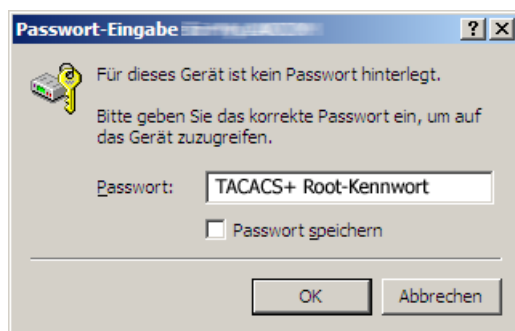 Passwort-Eingabe
Für dieses Gerät ist kein Passwort hinterlegt.
Bitte geben Sie das korrekte Passwort ein, um auf
das Gerät zuzugreifen.
Passwort: TACACS+ Root-Kennwort
Passwort speichern
OK Abbrechen